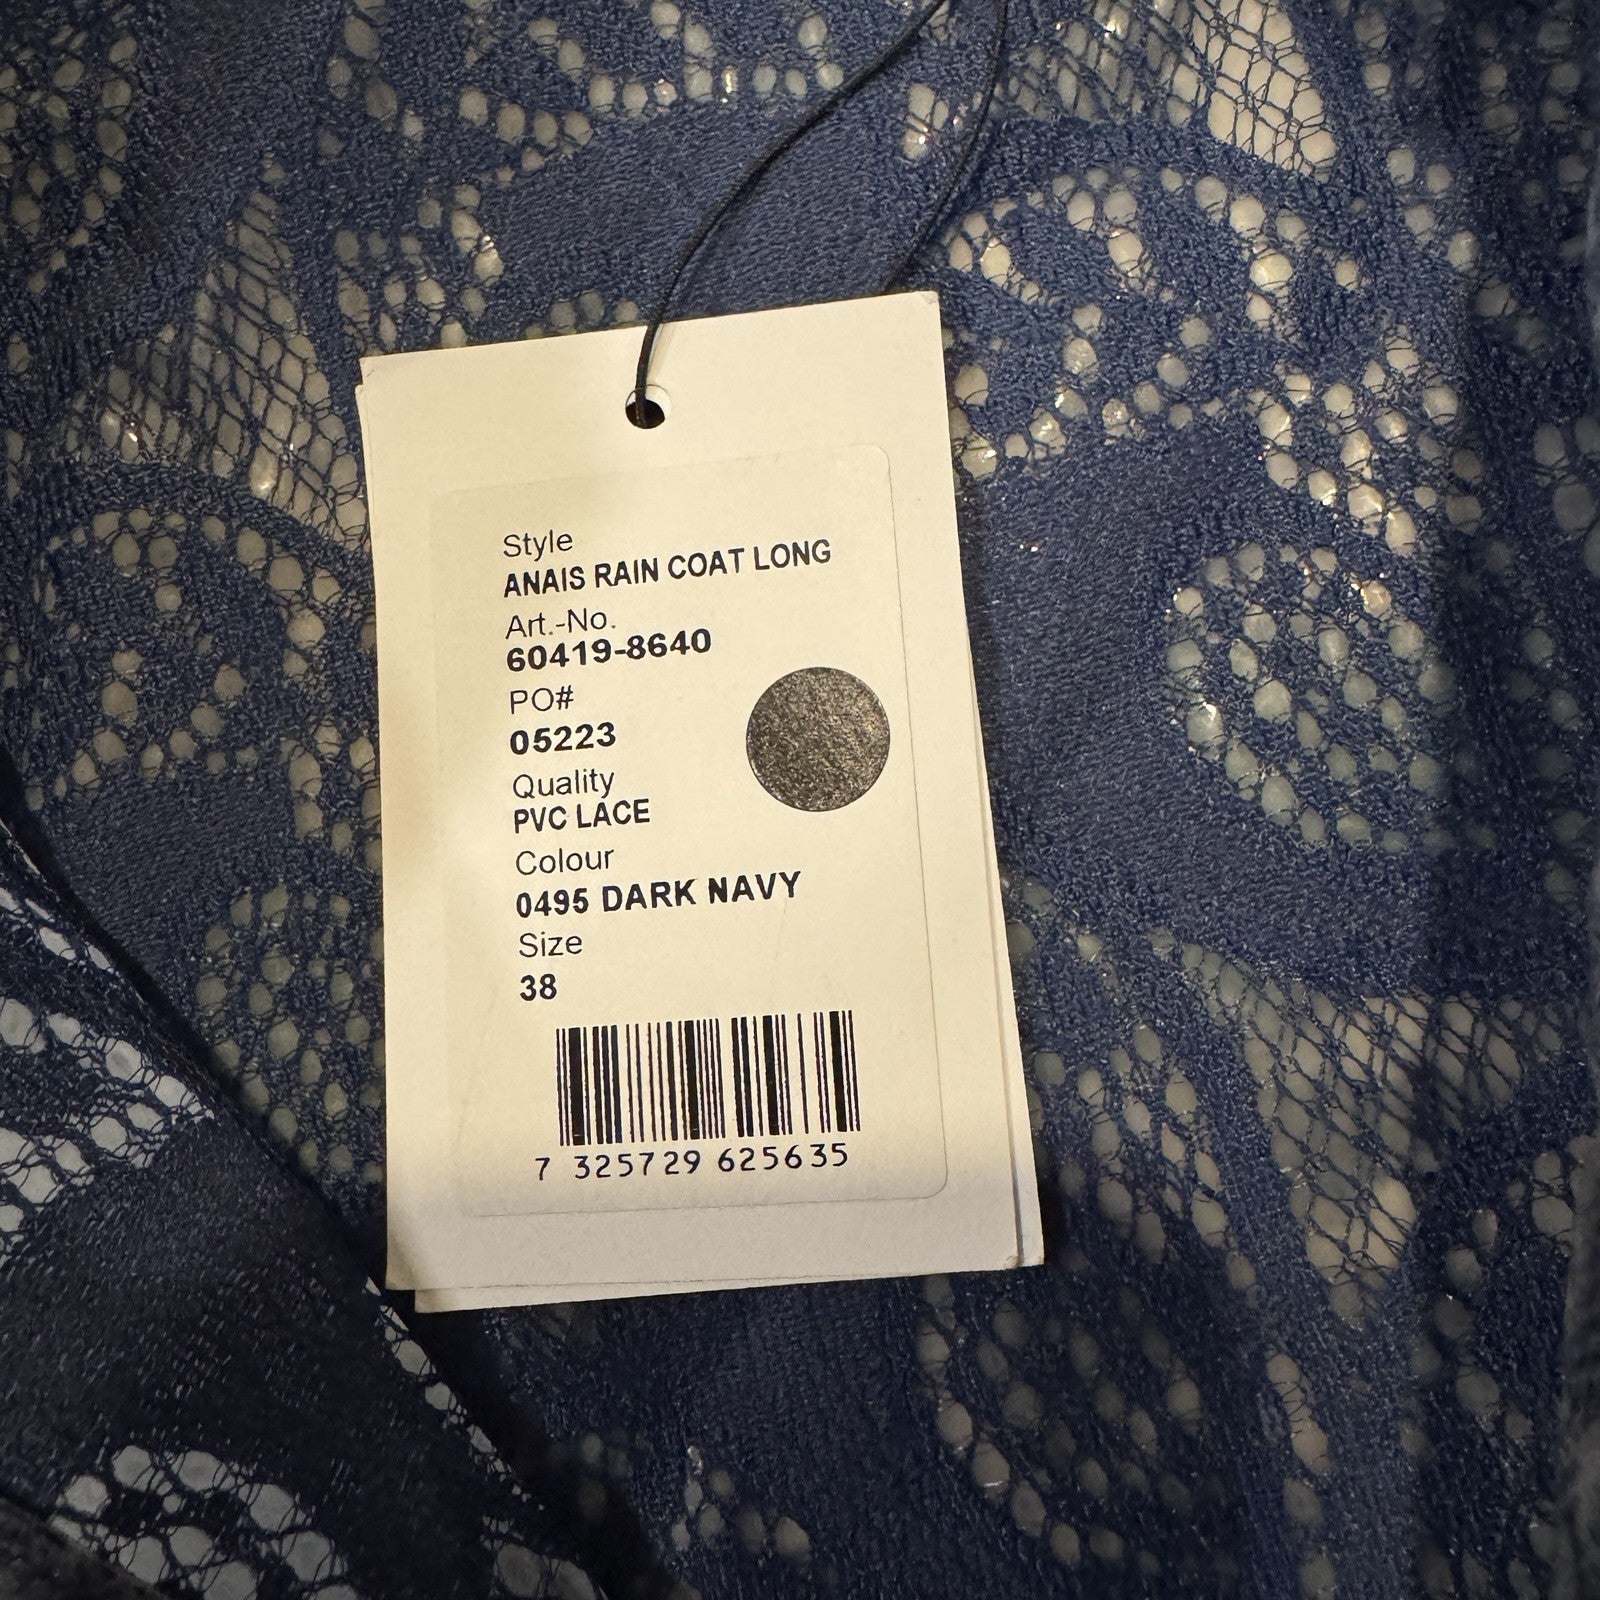 Style
ANAIS RAIN COAT LONG
Art.-No.
60419-8640
PO#
05223
Quality
PVC LACE
Colour
0495 DARK NAVY
Size
38
7 325729 625635